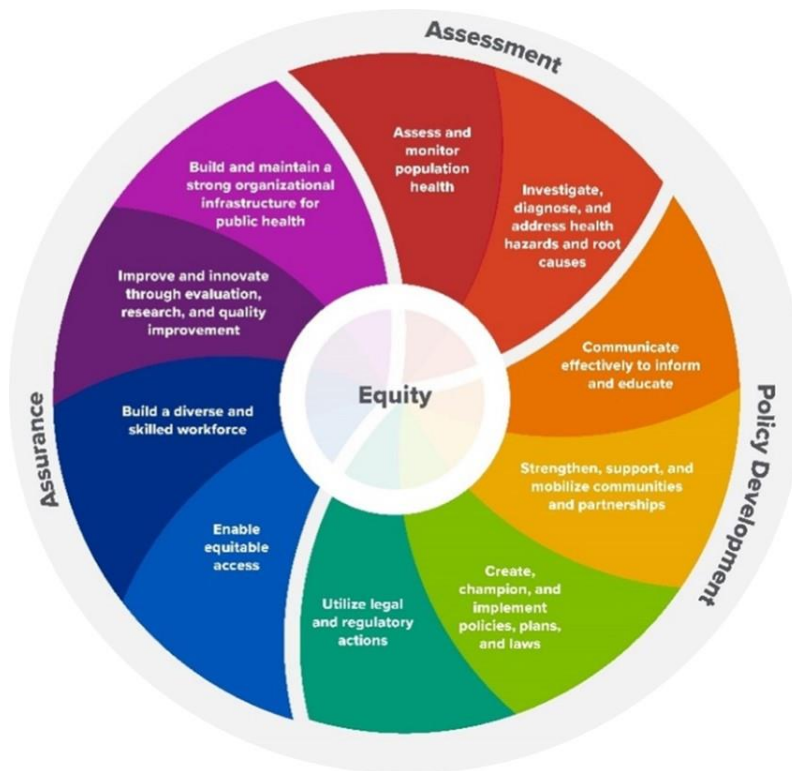 Assessment
Assess and
monitor
population
health
Investigate,
diagnose, and
address health
hazards and root
causes
Policy Development
Communicate
effectively to inform
and educate
Strengthen, support, and
mobilize communities
and partnerships
Create,
champion, and
implement
policies, plans,
and laws
Utilize legal
and regulatory
actions
Assurance
Enable
equitable
access
Build a diverse and
skilled workforce
Improve and innovate
through evaluation,
research, and quality
improvement
Build and maintain a
strong organizational
infrastructure for
public health
Equity